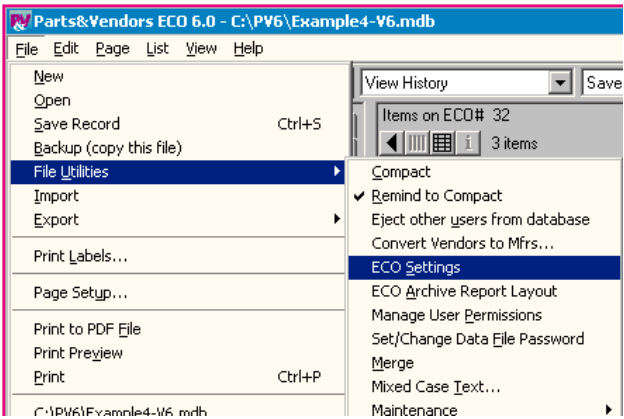 PV Parts&Vendors ECO 6.0 - C:\PV6\Example4-V6.mdb
File Edit Page List View Help
New
Open
Save Record Ctrl+S
Backup (copy this file)
File Utilities
Import
Export
Print Labels...
Page Setup...
Print to PDF File
Print Preview
Print Ctrl+P
C:\PV6\Example4-V6.mdb
View History Save
Items on ECO# 32
i 3 items
Compact
Remind to Compact
Eject other users from database
Convert Vendors to Mfrs...
ECO Settings
ECO Archive Report Layout
Manage User Permissions
Set/Change Data File Password
Merge
Mixed Case Text...
Maintenance